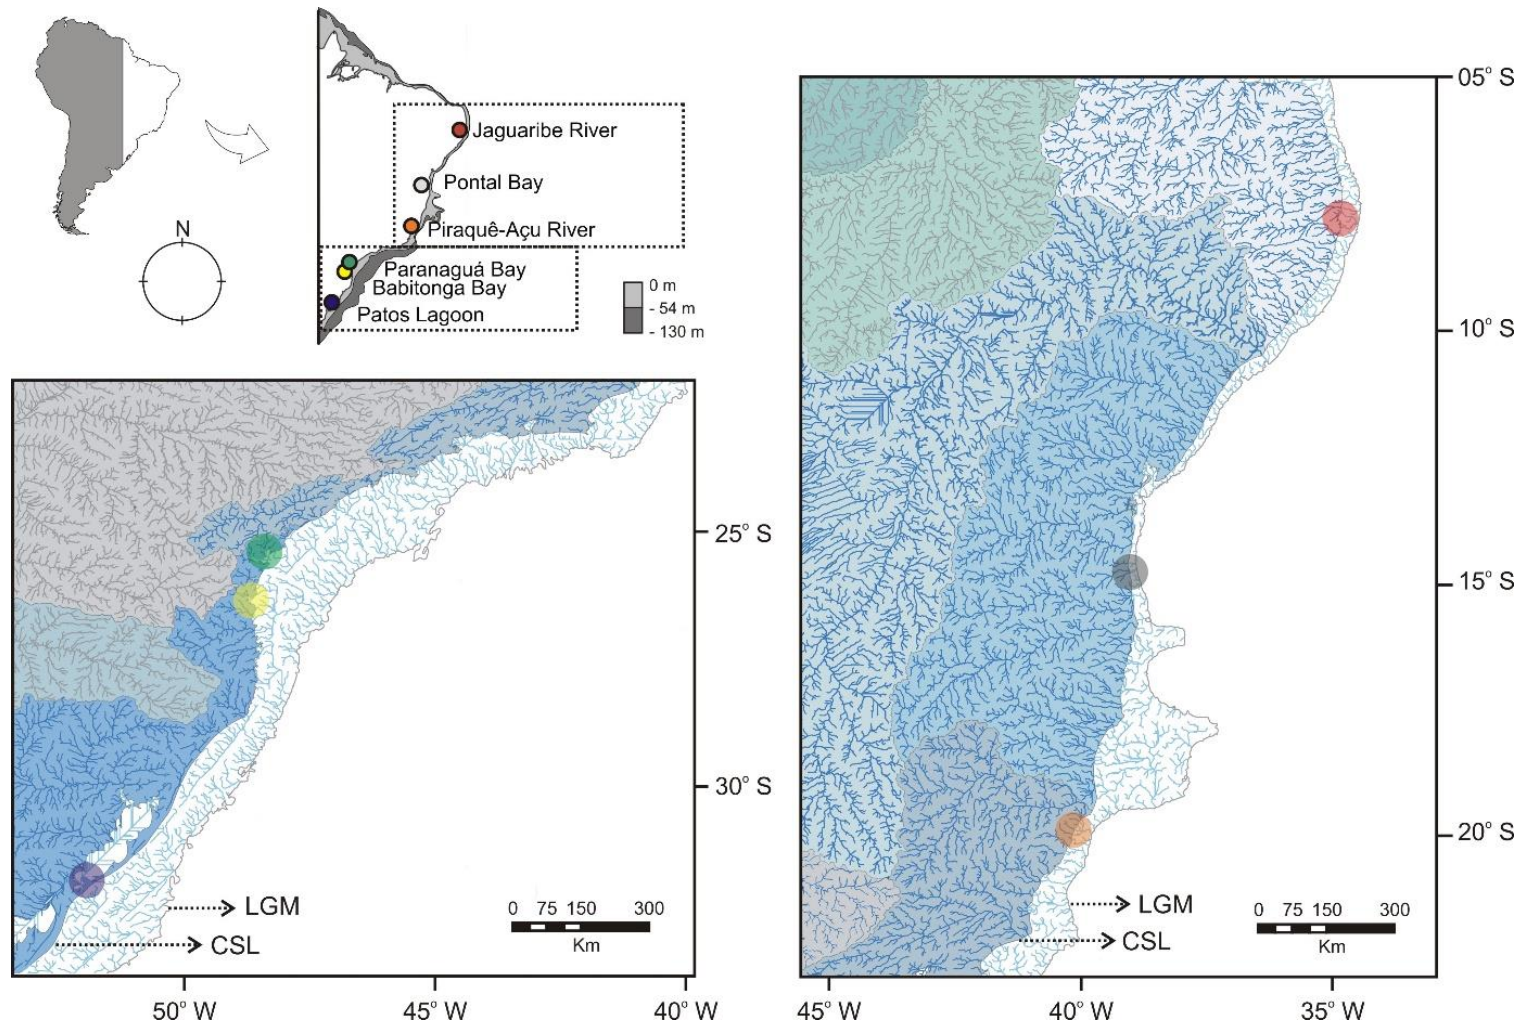 N
Jaguaribe River
Pontal Bay
Piraquê-Açu River
Paranaguá Bay
Babitonga Bay
Patos Lagoon
0 m
- 54 m
- 130 m
25° S
30° S
LGM
CSL
0 75 150 300
Km
50° W 45° W 40° W
05° S
10° S
15° S
20° S
LGM
CSL
0 75 150 300
Km
45° W 40° W 35° W